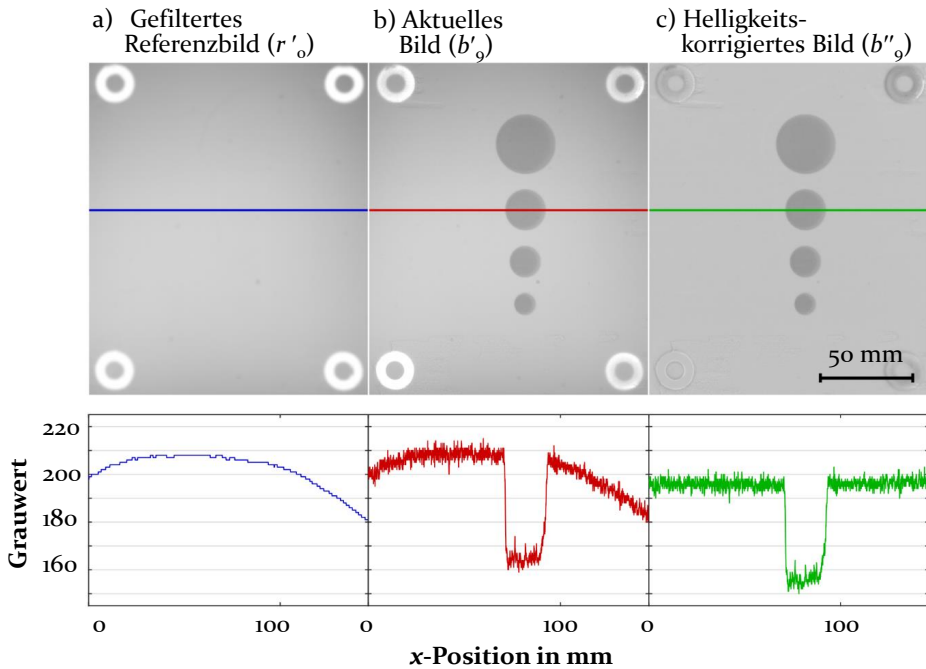 a) Gefiltertes
Referenzbild (r'₀)
b) Aktuelles
Bild (b'₉)
c) Helligkeits-
korrigiertes Bild (b''₉)
50 mm
Grauwert
220
200
180
160
0 100 0 100 0 100
x-Position in mm